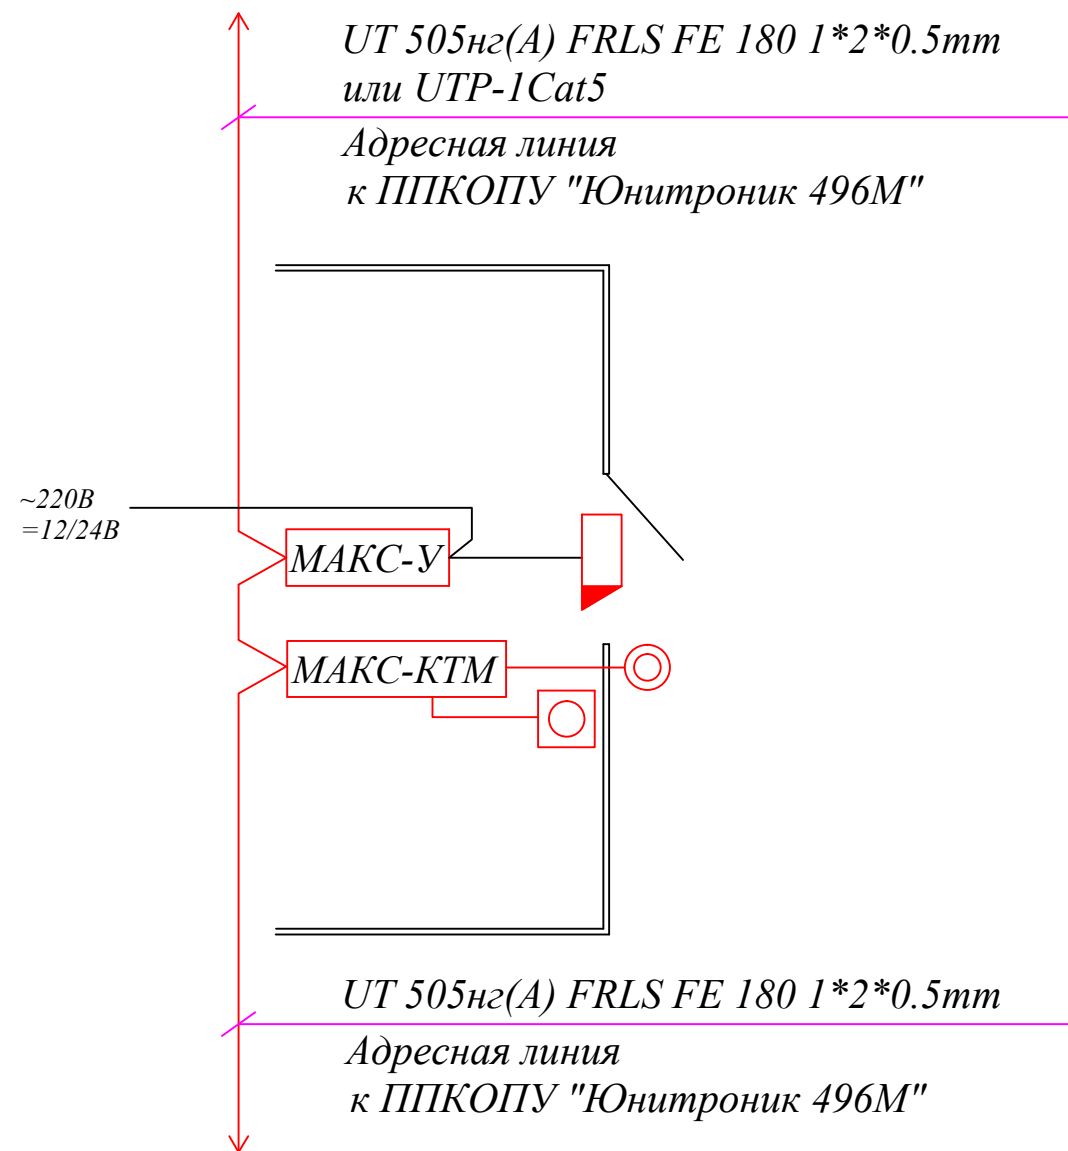 UT 505нг(А) FRLS FE 180 1*2*0.5mm
или UTP-1Cat5
Адресная линия
к ППКОПУ "Юнитроник 496М"
~220В
=12/24В
МАКС-У
МАКС-КТМ
UT 505нг(А) FRLS FE 180 1*2*0.5mm
Адресная линия
к ППКОПУ "Юнитроник 496М"